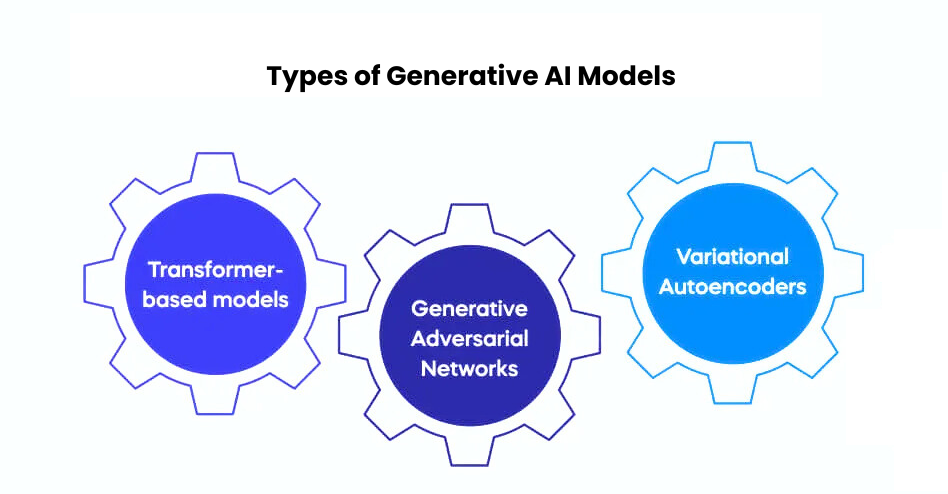 Types of Generative AI Models
Transformer-
based models
Generative
Adversarial
Networks
Variational
Autoencoders